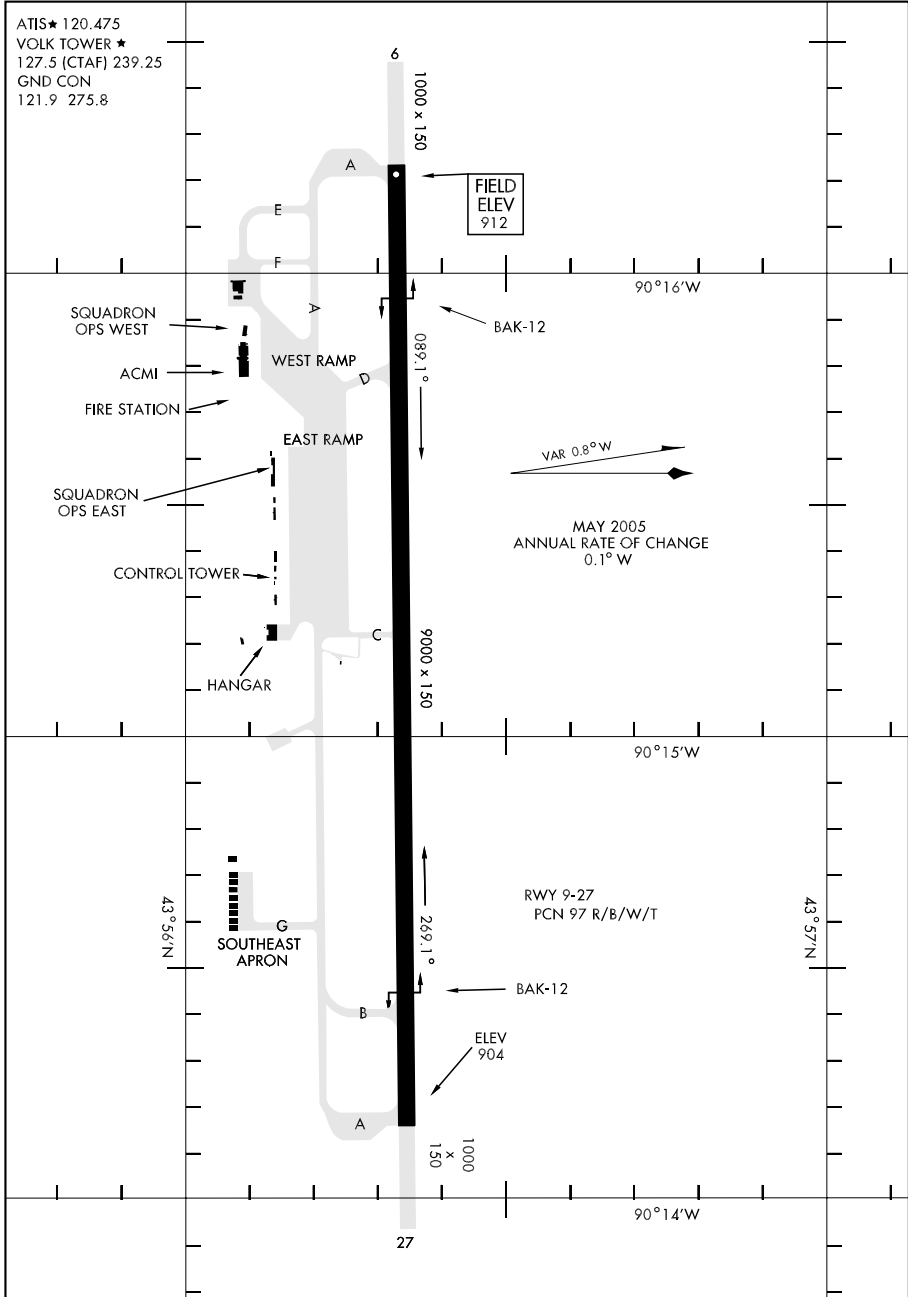 ATIS★ 120.475
VOLK TOWER ★
127.5 (CTAF) 239.25
GND CON
121.9 275.8
6
1000 x 150
A
FIELD
ELEV
912
E
F
90°16'W
A
BAK-12
SQUADRON
OPS WEST
WEST RAMP
089.1°
ACMI
D
FIRE STATION
EAST RAMP
VAR 0.8° W
SQUADRON
OPS EAST
MAY 2005
ANNUAL RATE OF CHANGE
0.1° W
CONTROL TOWER
C
9000 x 150
HANGAR
90°15'W
RWY 9-27
PCN 97 R/B/W/T
43°56'N
43°57'N
G
269.1°
SOUTHEAST
APRON
BAK-12
B
ELEV
904
A
1000
x
150
90°14'W
27